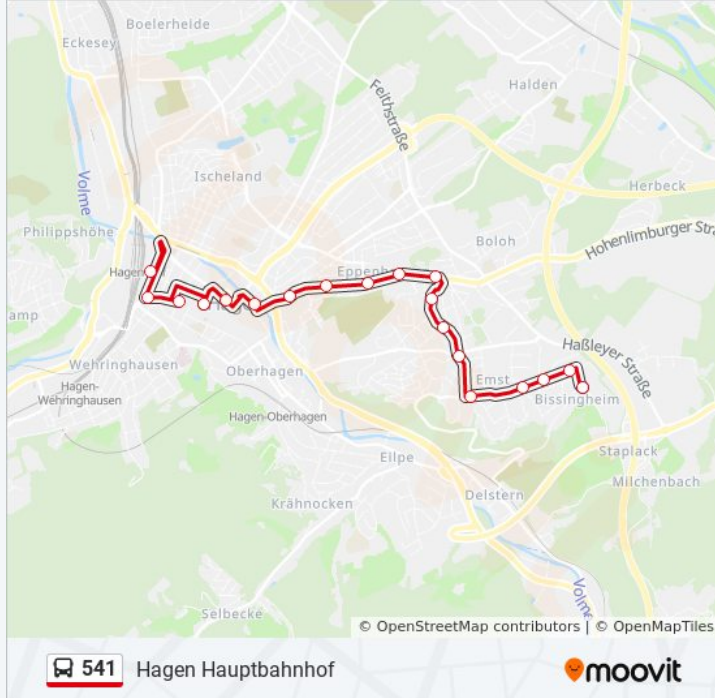 Boelerheide
Eckesey
Halden
Feithstraße
Volme
Ischeland
Herbeck
Philippshöhe
Boloh
Hohenlimburger Stra
Hagen
Eppenh
amp
Haßleyer Straße
Wehringhausen
Oberhagen
Emst
Hagen-
Wehringhausen
Bissingheim
Hagen-Oberhagen
Staplack
Eilpe
Milchenbach
Delstern
Krähnocken
Volme
Selbecke
© OpenStreetMap contributors | © OpenMapTiles
541 Hagen Hauptbahnhof
moovit